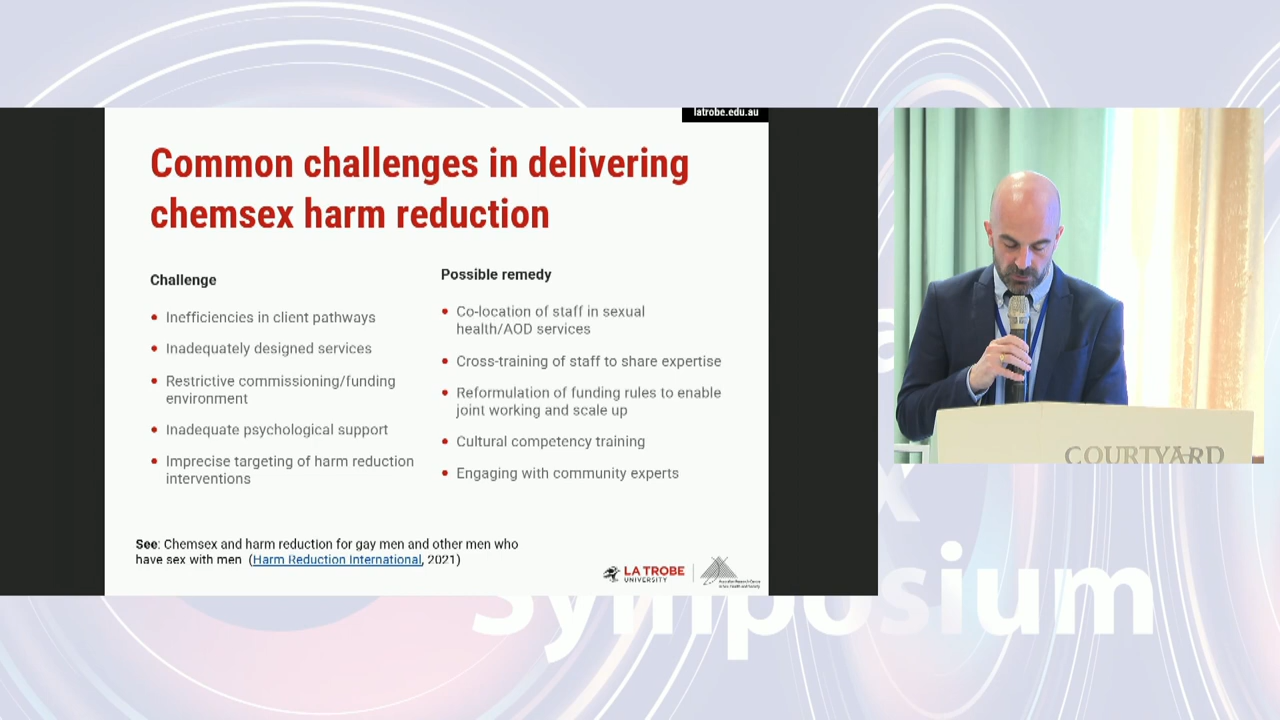 latrobe.edu.au
Common challenges in delivering
chemsex harm reduction
Challenge
• Inefficiencies in client pathways
• Inadequately designed services
• Restrictive commissioning/funding
environment
• Inadequate psychological support
• Imprecise targeting of harm reduction
interventions
Possible remedy
• Co-location of staff in sexual
health/AOD services
• Cross-training of staff to share expertise
• Reformulation of funding rules to enable
joint working and scale up
• Cultural competency training
• Engaging with community experts
See: Chemsex and harm reduction for gay men and other men who
have sex with men (Harm Reduction International, 2021)
LA TROBE
UNIVERSITY
COURTYARD
Symposium